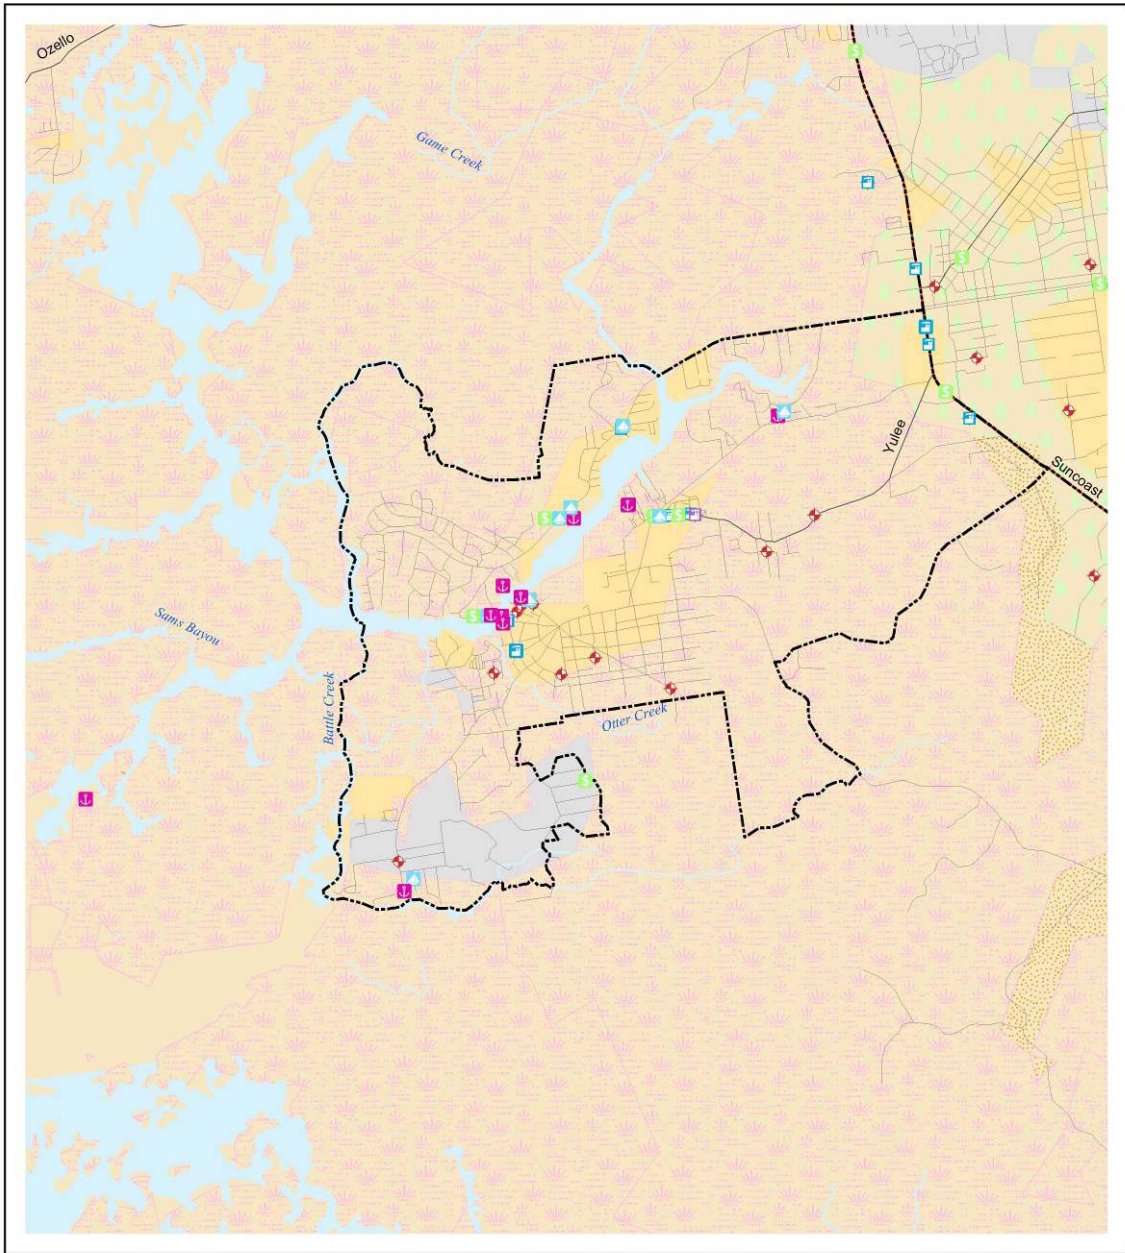 Ozello
Game Creek
Yulee
Suncoast
Sams Bayou
Battle Creek
Otter Creek